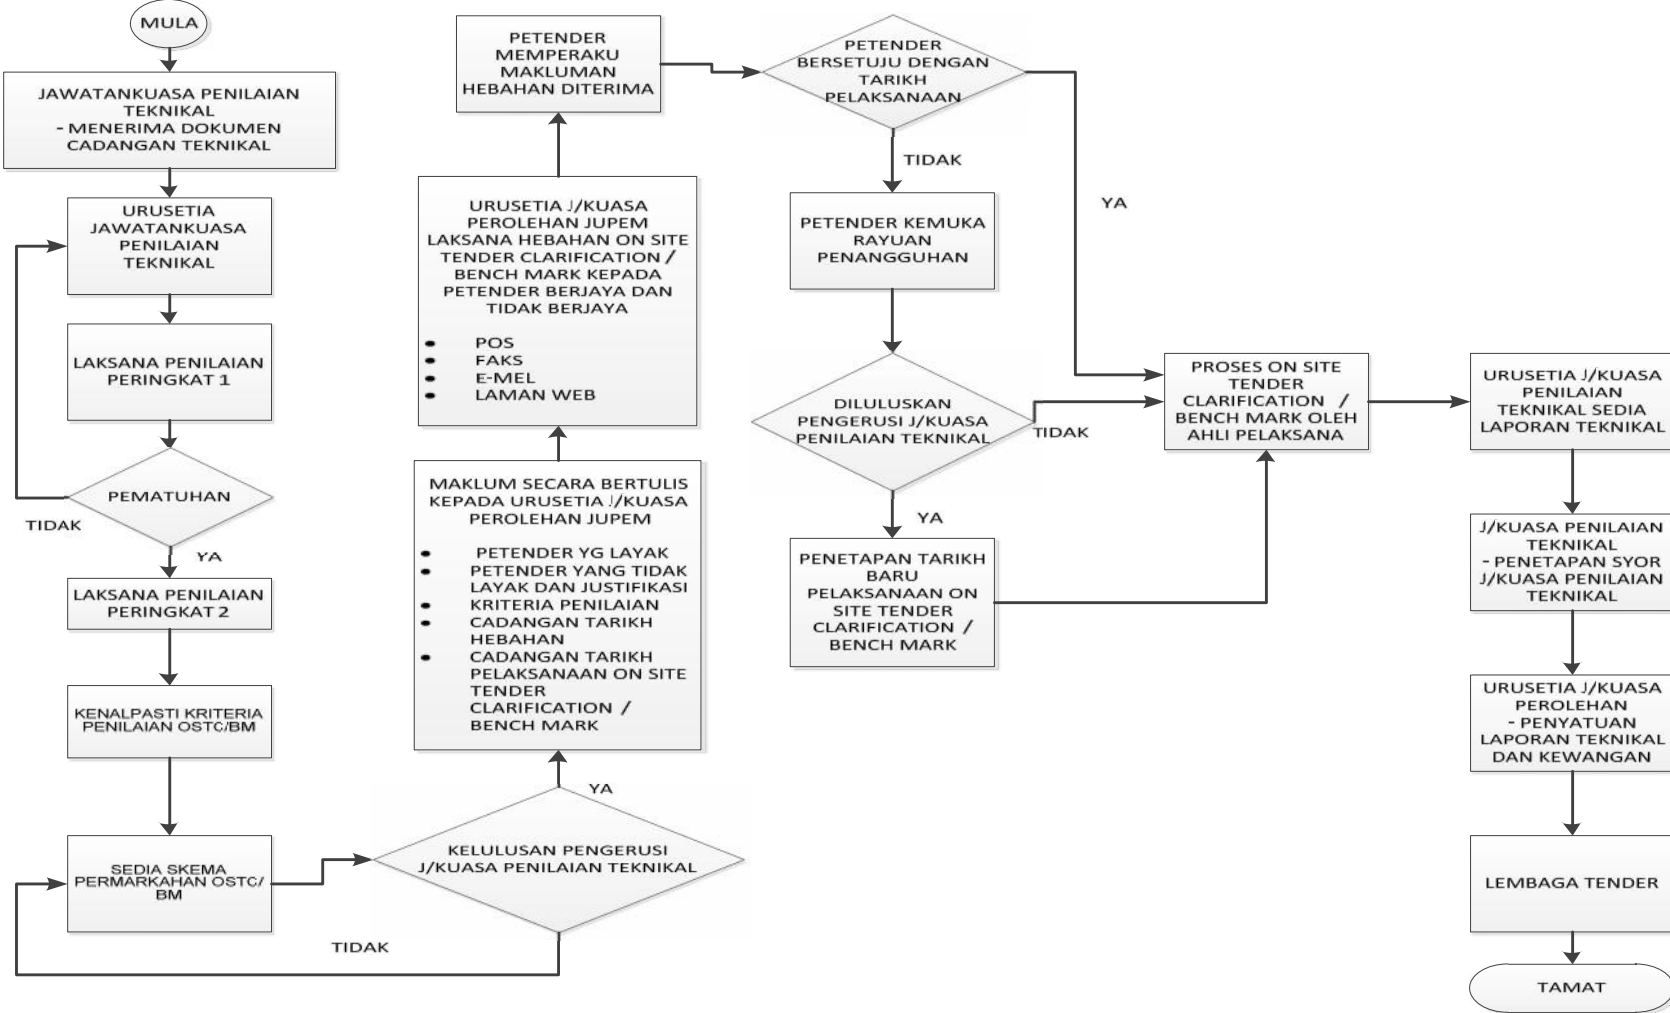 MULA
JAWATANKUASA PENILAIAN
TEKNIKAL
- MENERIMA DOKUMEN
CADANGAN TEKNIKAL
URUSETIA
JAWATANKUASA
PENILAIAN
TEKNIKAL
LAKSANA PENILAIAN
PERINGKAT 1
PEMATUHAN
TIDAK
YA
LAKSANA PENILAIAN
PERINGKAT 2
KENALPASTI KRITERIA
PENILAIAN OSTC/BM
SEDIA SKEMA
PERMARKAHAN OSTC/
BM
KELULUSAN PENGERUSI
J/KUASA PENILAIAN TEKNIKAL
TIDAK
YA
MAKLUM SECARA BERTULIS
KEPADA URUSETIA J/KUASA
PEROLEHAN JUPEM
• PETENDER YG LAYAK
• PETENDER YANG TIDAK
LAYAK DAN JUSTIFIKASI
• KRITERIA PENILAIAN
• CADANGAN TARIKH
HEBAHAN
• CADANGAN TARIKH
PELAKSANAAN ON SITE
TENDER
CLARIFICATION /
BENCH MARK
URUSETIA J/KUASA
PEROLEHAN JUPEM
LAKSANA HEBAHAN ON SITE
TENDER CLARIFICATION /
BENCH MARK KEPADA
PETENDER BERJAYA DAN
TIDAK BERJAYA
• POS
• FAKS
• E-MEL
• LAMAN WEB
PETENDER
MEMPERAKU
MAKLUMAN
HEBAHAN DITERIMA
PETENDER
BERSETUJU DENGAN
TARIKH
PELAKSANAAN
TIDAK
YA
PETENDER KEMUKA
RAYUAN
PENANGGUHAN
DILULUSKAN
PENGERUSI J/KUASA
PENILAIAN TEKNIKAL
TIDAK
YA
PENETAPAN TARIKH
BARU
PELAKSANAAN ON
SITE TENDER
CLARIFICATION /
BENCH MARK
PROSES ON SITE
TENDER
CLARIFICATION /
BENCH MARK OLEH
AHLI PELAKSANA
URUSETIA J/KUASA
PENILAIAN
TEKNIKAL SEDIA
LAPORAN TEKNIKAL
J/KUASA PENILAIAN
TEKNIKAL
- PENETAPAN SYOR
J/KUASA PENILAIAN
TEKNIKAL
URUSETIA J/KUASA
PEROLEHAN
- PENYATUAN
LAPORAN TEKNIKAL
DAN KEWANGAN
LEMBAGA TENDER
TAMAT